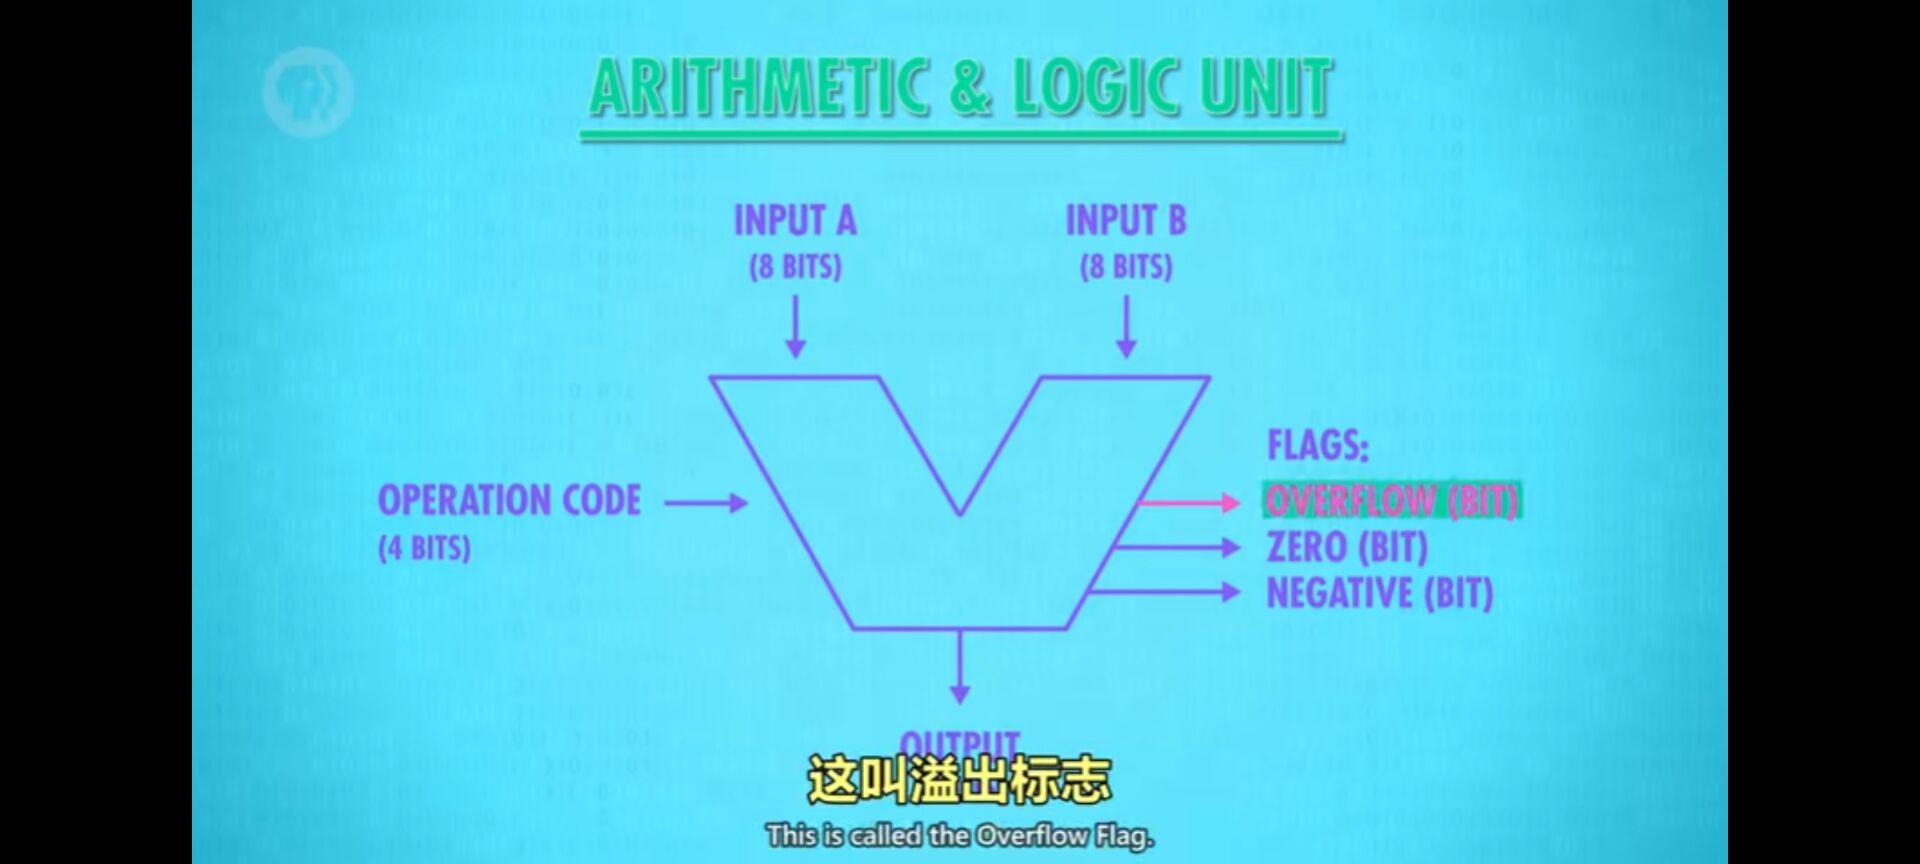 ARITHMETIC & LOGIC UNIT
INPUT A
(8 BITS)
INPUT B
(8 BITS)
OPERATION CODE
(4 BITS)
FLAGS:
OVERFLOW (BIT)
ZERO (BIT)
NEGATIVE (BIT)
OUTPUT
这叫溢出标志
This is called the Overflow Flag.